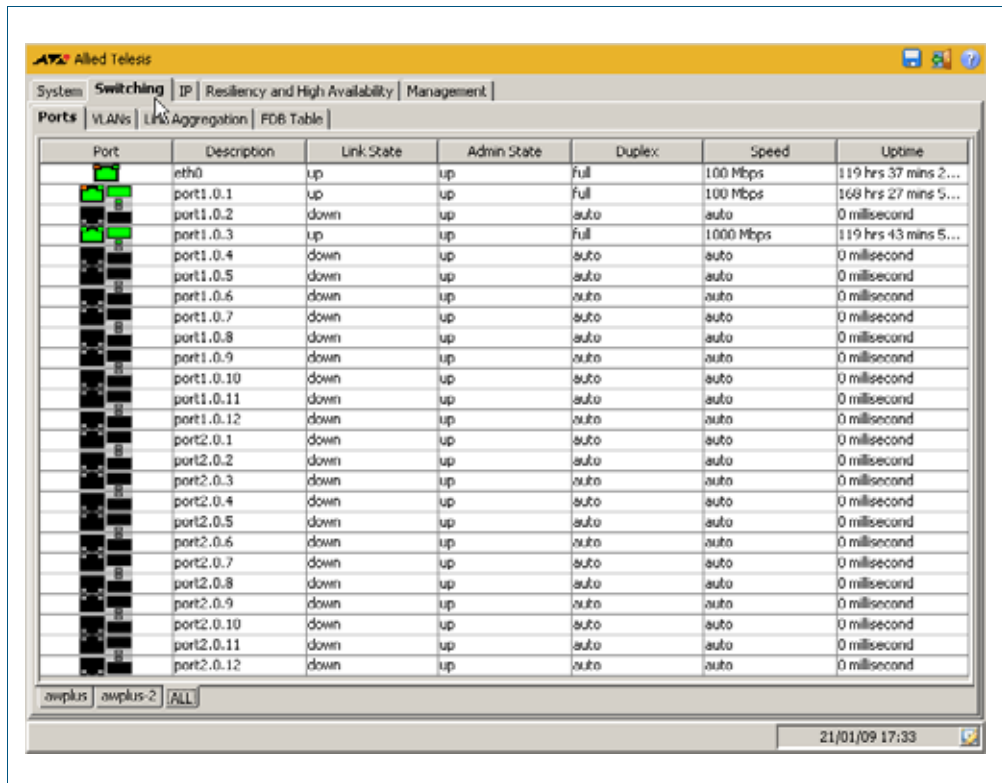 Allied Telesis
System Switching IP Resiliency and High Availability Management
Ports VLANs Link Aggregation FDB Table
Port Description Link State Admin State Duplex Speed Uptime
eth0 up up full 100 Mbps 119 hrs 37 mins 2...
port1.0.1 up up full 100 Mbps 168 hrs 27 mins 5...
port1.0.2 down up auto auto 0 millisecond
port1.0.3 up up full 1000 Mbps 119 hrs 43 mins 5...
port1.0.4 down up auto auto 0 millisecond
port1.0.5 down up auto auto 0 millisecond
port1.0.6 down up auto auto 0 millisecond
port1.0.7 down up auto auto 0 millisecond
port1.0.8 down up auto auto 0 millisecond
port1.0.9 down up auto auto 0 millisecond
port1.0.10 down up auto auto 0 millisecond
port1.0.11 down up auto auto 0 millisecond
port1.0.12 down up auto auto 0 millisecond
port2.0.1 down up auto auto 0 millisecond
port2.0.2 down up auto auto 0 millisecond
port2.0.3 down up auto auto 0 millisecond
port2.0.4 down up auto auto 0 millisecond
port2.0.5 down up auto auto 0 millisecond
port2.0.6 down up auto auto 0 millisecond
port2.0.7 down up auto auto 0 millisecond
port2.0.8 down up auto auto 0 millisecond
port2.0.9 down up auto auto 0 millisecond
port2.0.10 down up auto auto 0 millisecond
port2.0.11 down up auto auto 0 millisecond
port2.0.12 down up auto auto 0 millisecond
awplus awplus-2 ALL
21/01/09 17:33